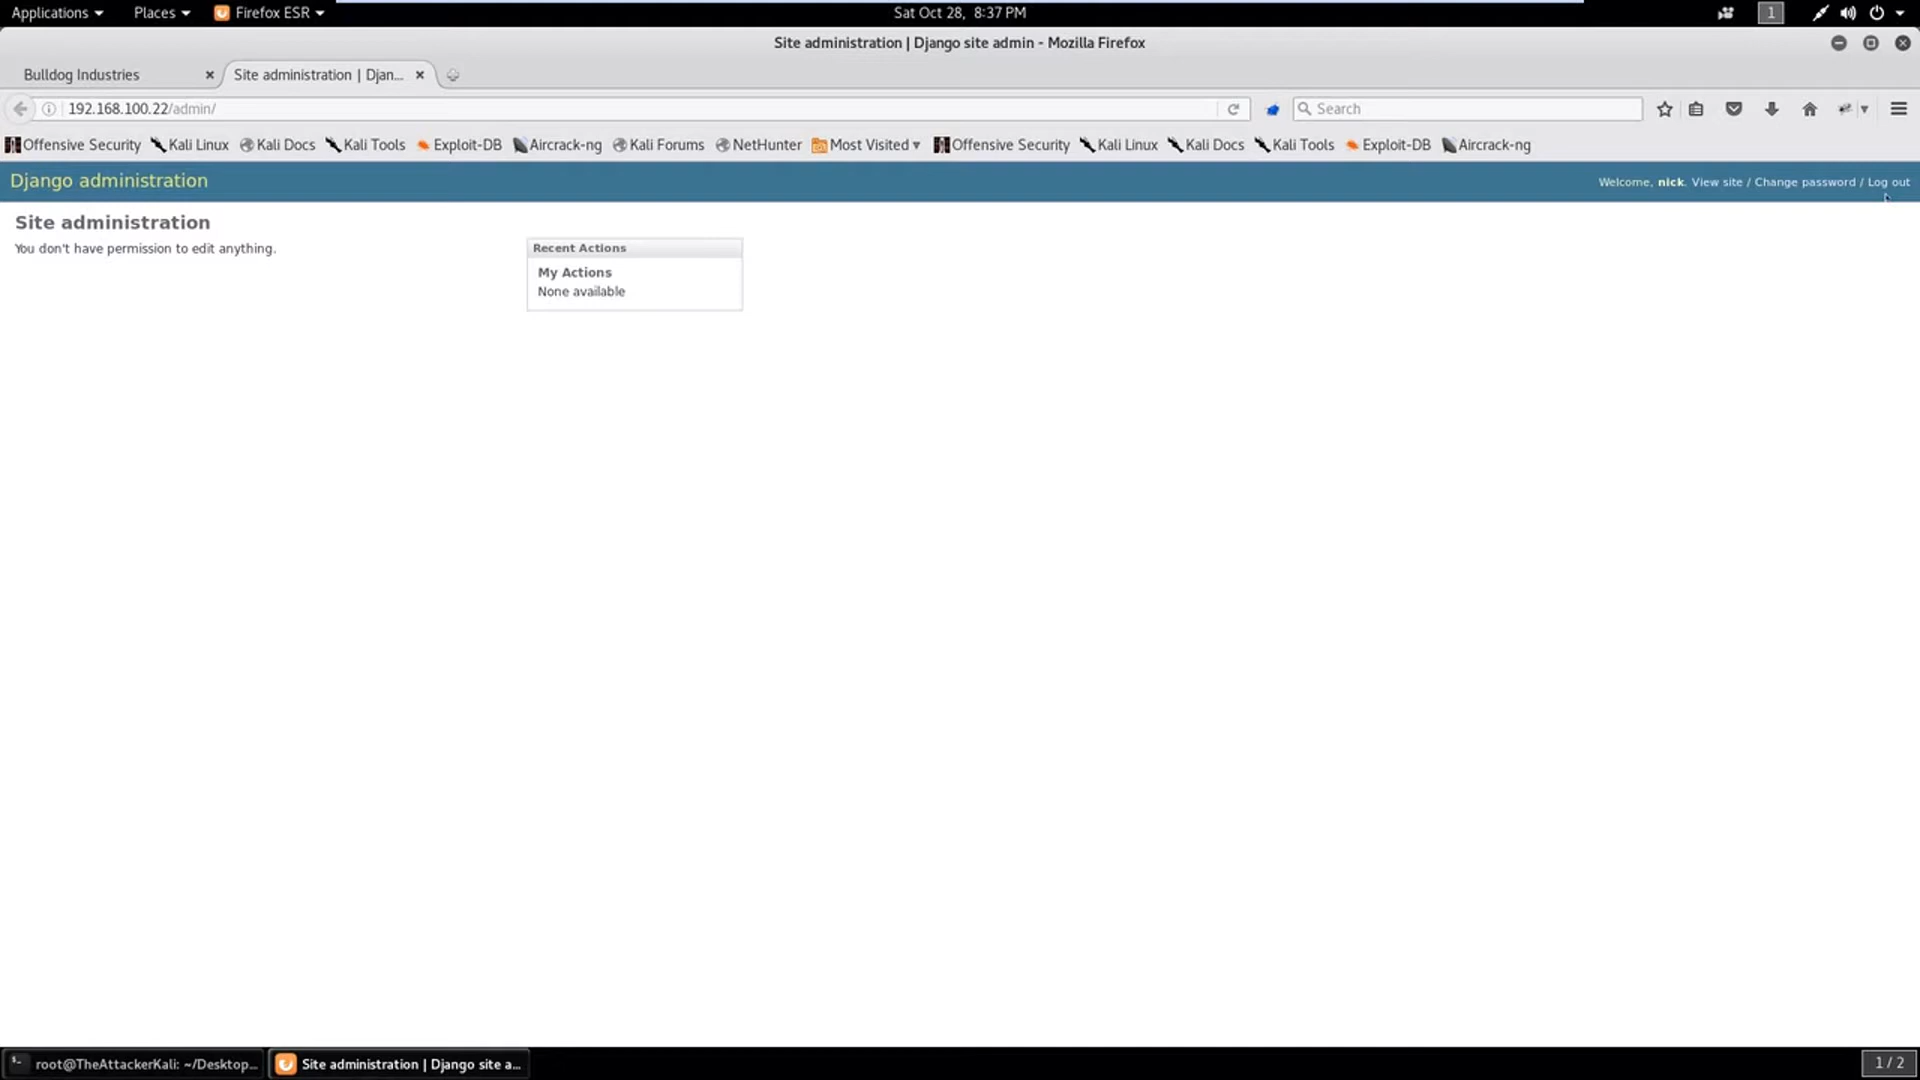 Applications Places Firefox ESR Sat Oct 28, 8:37 PM 1
Site administration | Django site admin - Mozilla Firefox
Bulldog Industries Site administration | Djan...
192.168.100.22/admin/ Search
Offensive Security Kali Linux Kali Docs Kali Tools Exploit-DB Aircrack-ng Kali Forums NetHunter Most Visited Offensive Security Kali Linux Kali Docs Kali Tools Exploit-DB Aircrack-ng
Django administration Welcome, nick. View site / Change password / Log out
Site administration
You don't have permission to edit anything.
Recent Actions
My Actions
None available
root@TheAttackerKali: ~/Desktop... Site administration | Django site a... 1 / 2